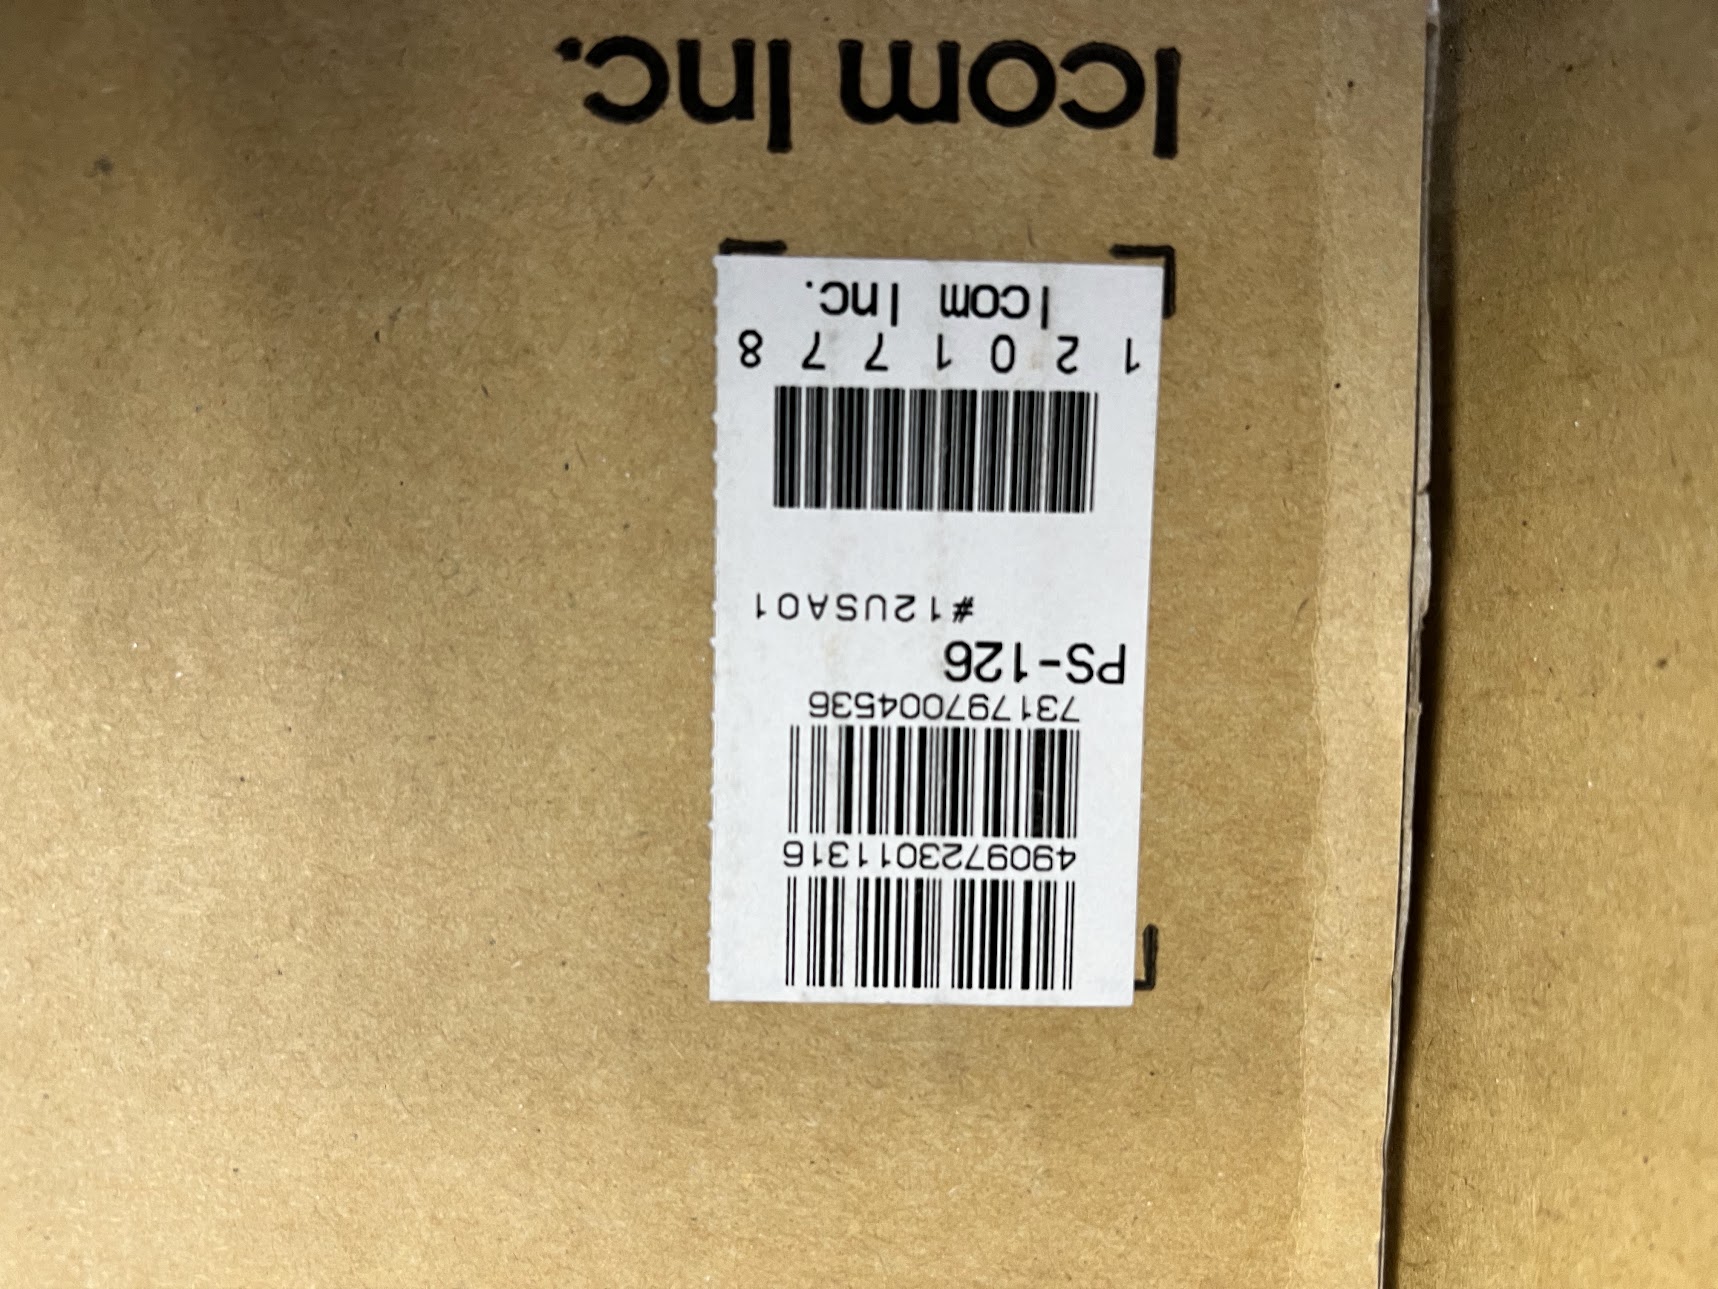 4909723011316
731797004536
PS-126
#12USA01
1 2 0 1 7 7 8
Icom Inc.
Icom Inc.